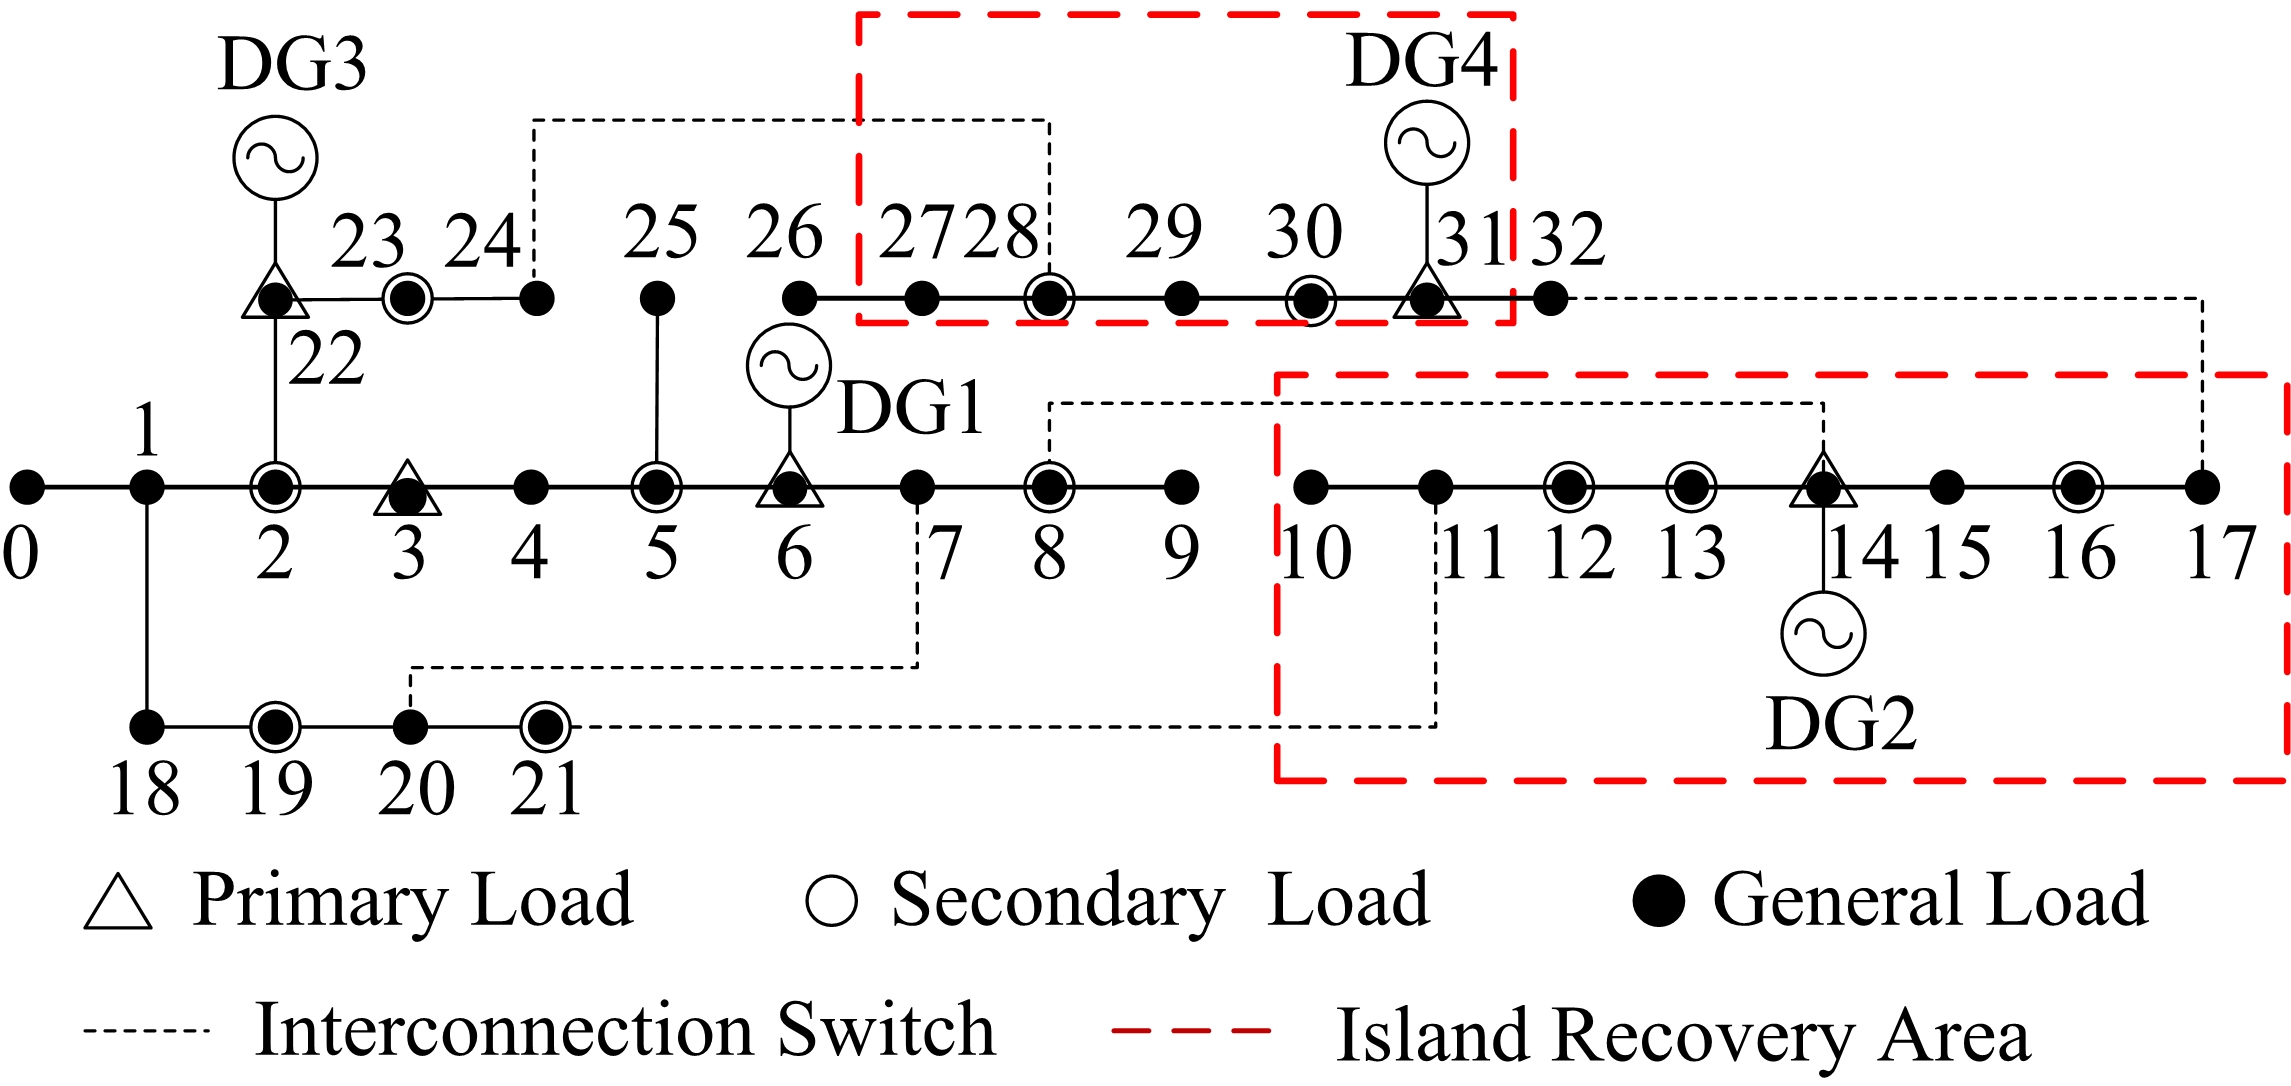 DG3
DG4
23 24 25 26 27 28 29 30 31 32
22
DG1
1
0 2 3 4 5 6 7 8 9 10 11 12 13 14 15 16 17
DG2
18 19 20 21
Primary Load Secondary Load General Load
Interconnection Switch Island Recovery Area